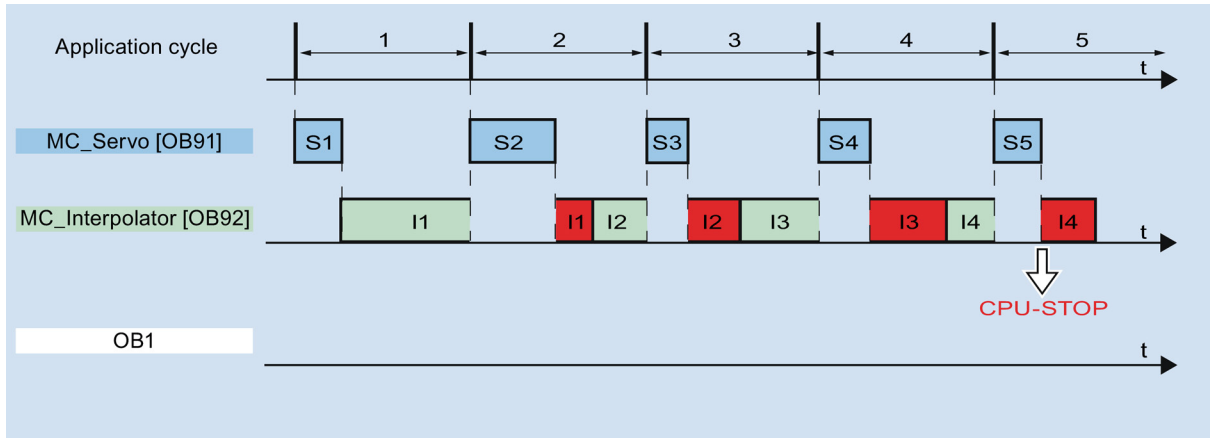 Application cycle
1 2 3 4 5
t
MC_Servo [OB91]
S1 S2 S3 S4 S5
MC_Interpolator [OB92]
I1 I1 I2 I2 I3 I3 I4 I4
t
CPU-STOP
OB1
t